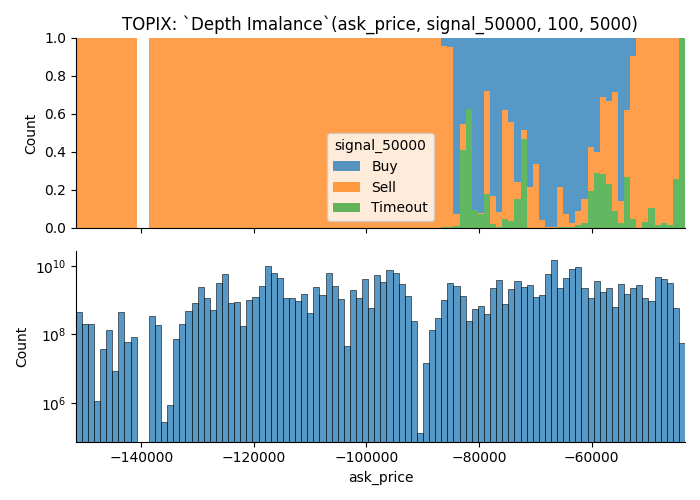 TOPIX: `Depth Imalance`(ask_price, signal_50000, 100, 5000)
1.0
0.8
0.6
0.4
0.2
0.0
Count
signal_50000
Buy
Sell
Timeout
10^10
10^8
10^6
Count
−140000 −120000 −100000 −80000 −60000
ask_price